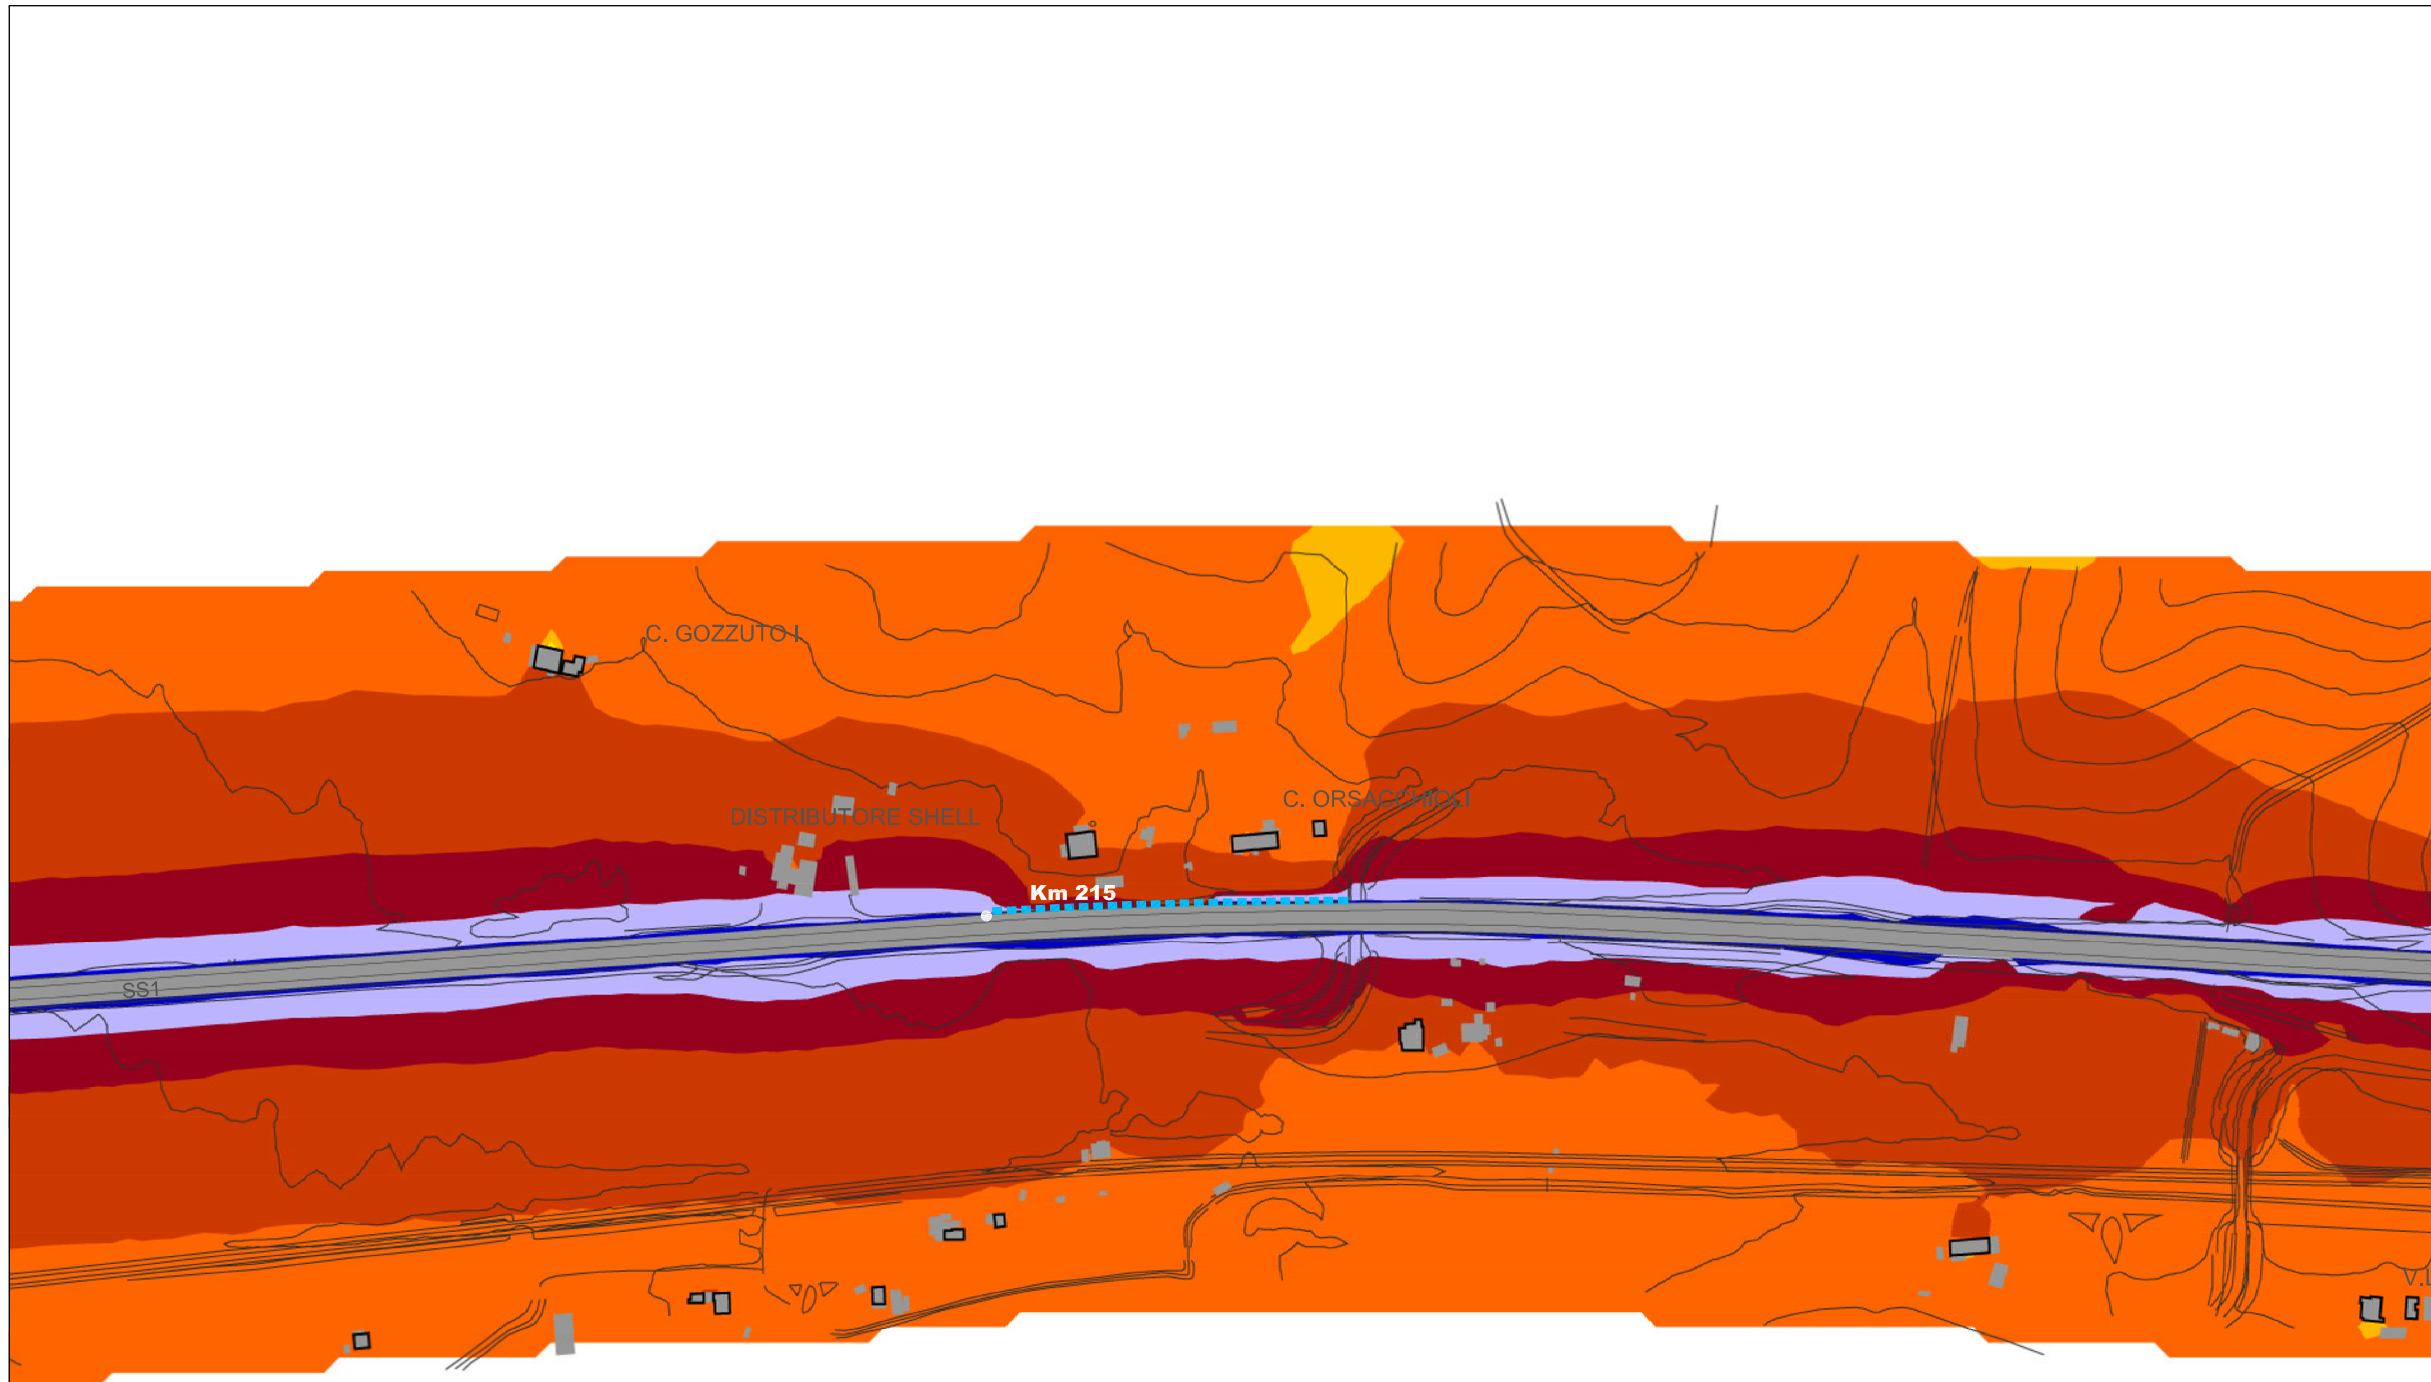 C. GOZZUTO I
C. ORSACCHIOLI
DISTRIBUTORE SHELL
Km 215
SS1